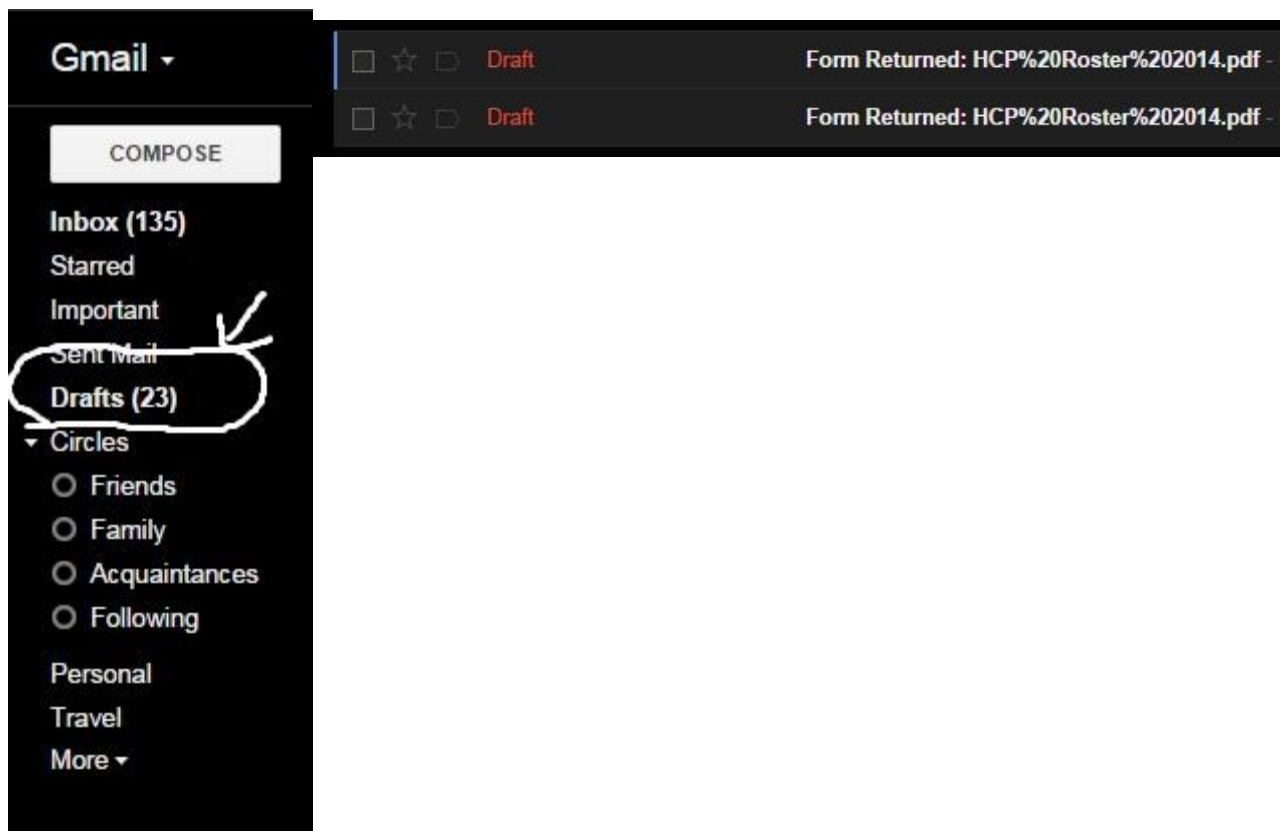 Gmail
COMPOSE
Inbox (135)
Starred
Important
Sent Mail
Drafts (23)
Circles
Friends
Family
Acquaintances
Following
Personal
Travel
More
Draft Form Returned: HCP%20Roster%202014.pdf -
Draft Form Returned: HCP%20Roster%202014.pdf -